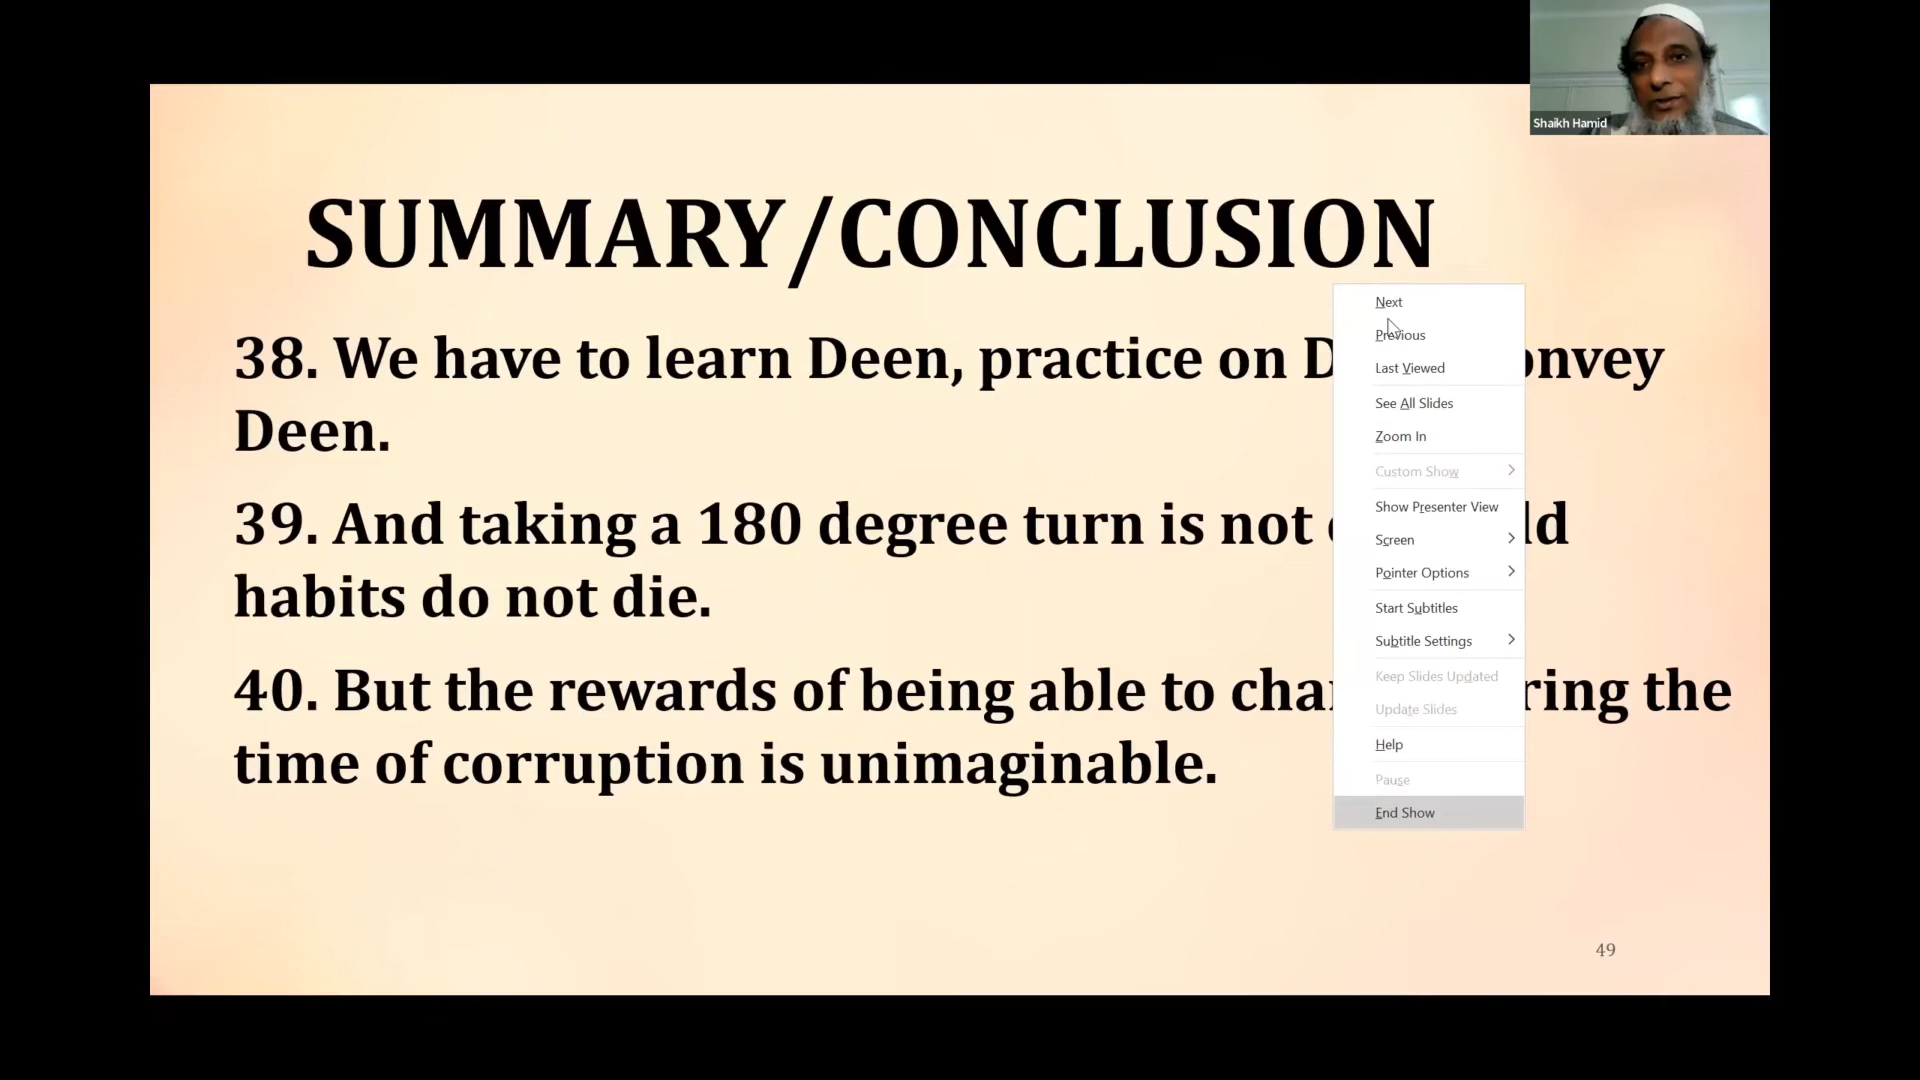 Shaikh Hamid
SUMMARY/CONCLUSION
38. We have to learn Deen, practice on
Deen.
39. And taking a 180 degree turn is not
habits do not die.
40. But the rewards of being able to the
time of corruption is unimaginable.
Next
Previous
Last Viewed
See All Slides
Zoom In
Custom Show
Show Presenter View
Screen
Pointer Options
Start Subtitles
Subtitle Settings
Keep Slides Updated
Update Slides
Help
Pause
End Show
49